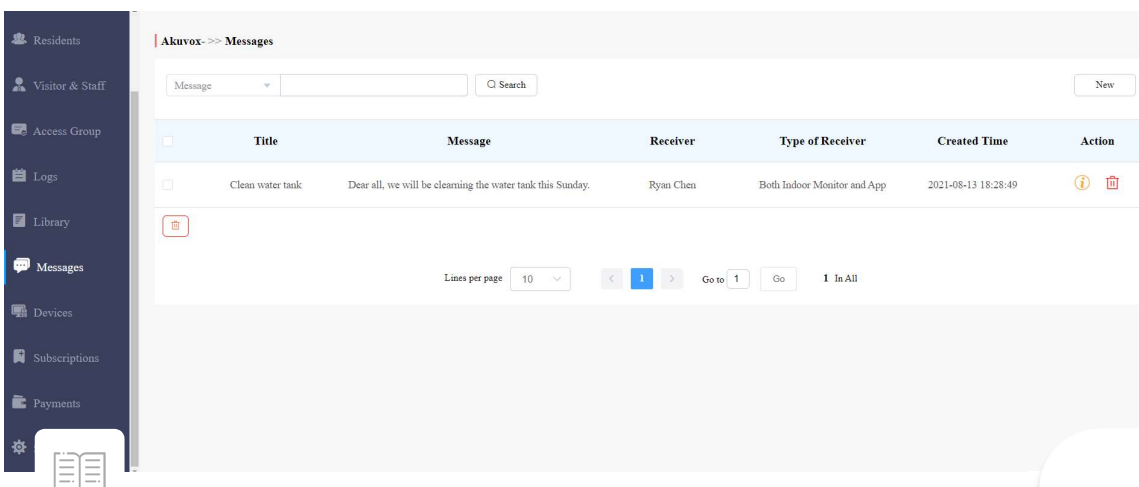 Residents
Visitor & Staff
Access Group
Logs
Library
Messages
Devices
Subscriptions
Payments
Akuvox- >> Messages
Message
Search
New
Title Message Receiver Type of Receiver Created Time Action
Clean water tank Dear all, we will be clearning the water tank this Sunday. Ryan Chen Both Indoor Monitor and App 2021-08-13 18:28:49
Lines per page 10 < 1 > Go to 1 Go 1 In All